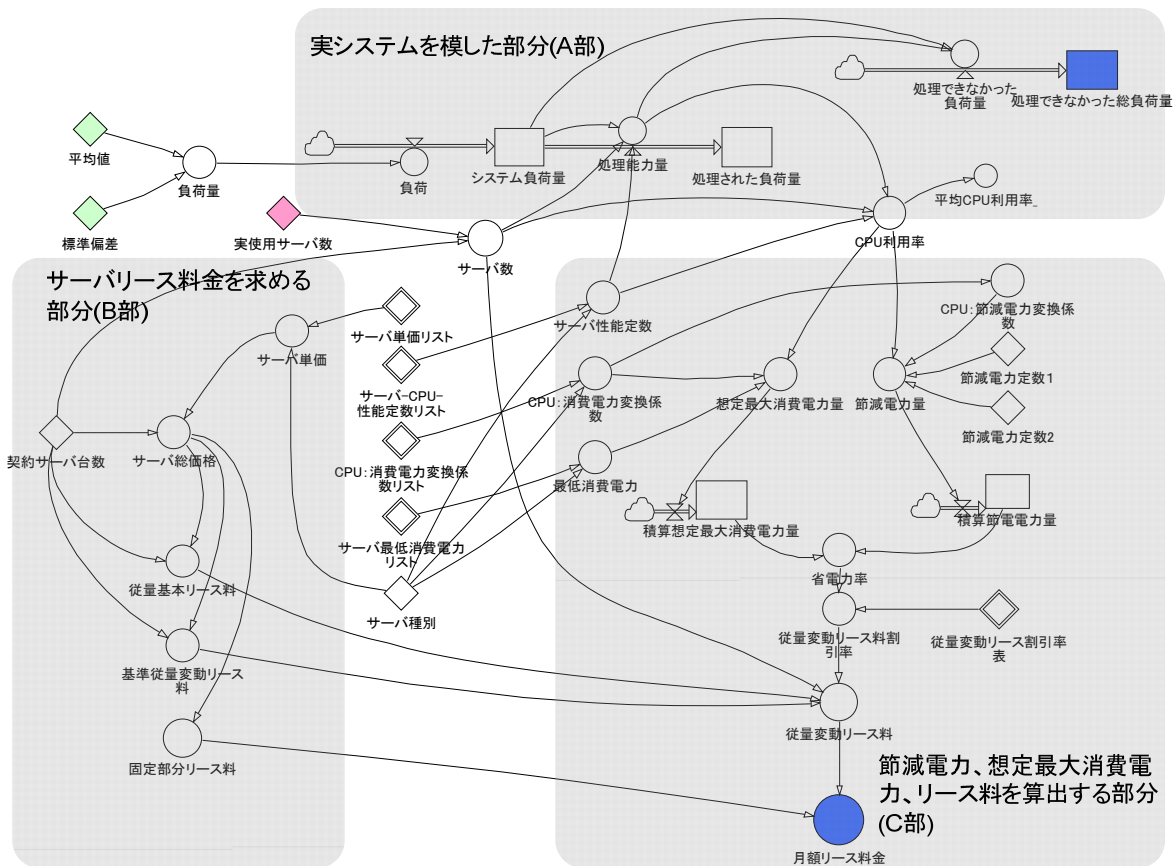 実システムを模した部分(A部)
処理できなかった
負荷量
処理できなかった総負荷量
平均値
負荷量
負荷
システム負荷量
処理能力量
処理された負荷量
平均CPU利用率_
標準偏差
実使用サーバ数
サーバ数
CPU利用率
サーバリース料金を求める
部分(B部)
サーバ単価
サーバ単価リスト
サーバ性能定数
CPU:節減電力変換係
数
サーバ-CPU-
性能定数リスト
CPU:消費電力変換係
数
想定最大消費電力量
節減電力量
節減電力定数1
節減電力定数2
契約サーバ台数
サーバ総価格
CPU:消費電力変換係
数リスト
最低消費電力
積算想定最大消費電力量
積算節電電力量
サーバ最低消費電力
リスト
省電力率
従量基本リース料
サーバ種別
従量変動リース料割
引率
従量変動リース割引率
表
基準従量変動リース
料
従量変動リース料
固定部分リース料
節減電力、想定最大消費電
力、リース料を算出する部分
(C部)
月額リース料金